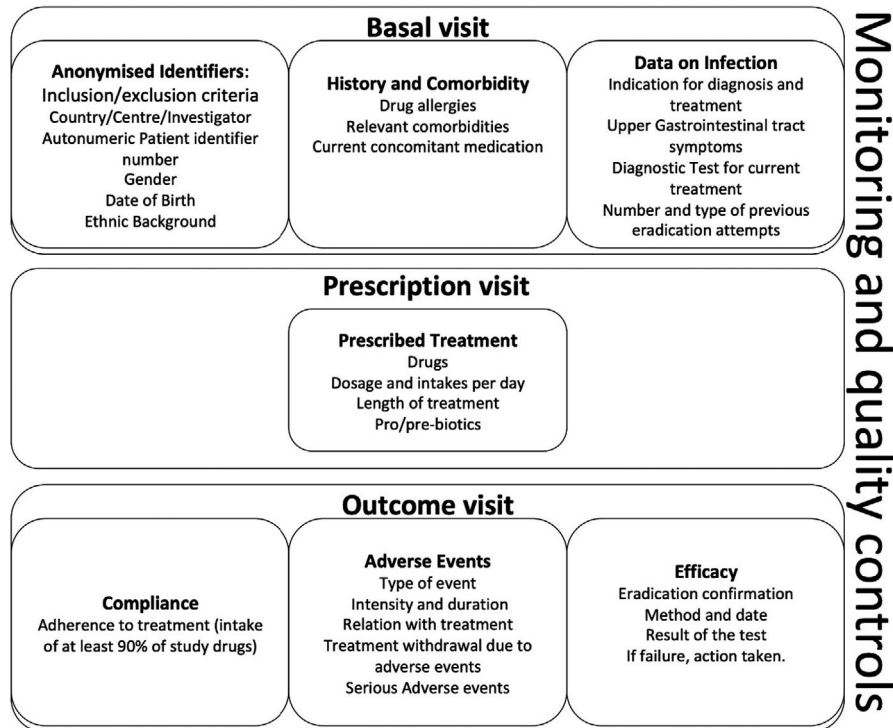 Basal visit
Anonymised Identifiers:
Inclusion/exclusion criteria
Country/Centre/Investigator
Autonumeric Patient identifier
number
Gender
Date of Birth
Ethnic Background
History and Comorbidity
Drug allergies
Relevant comorbidities
Current concomitant medication
Data on Infection
Indication for diagnosis and
treatment
Upper Gastrointestinal tract
symptoms
Diagnostic Test for current
treatment
Number and type of previous
eradication attempts
Prescription visit
Prescribed Treatment
Drugs
Dosage and intakes per day
Length of treatment
Pro/pre-biotics
Outcome visit
Compliance
Adherence to treatment (intake
of at least 90% of study drugs)
Adverse Events
Type of event
Intensity and duration
Relation with treatment
Treatment withdrawal due to
adverse events
Serious Adverse events
Efficacy
Eradication confirmation
Method and date
Result of the test
If failure, action taken.
Monitoring and quality controls